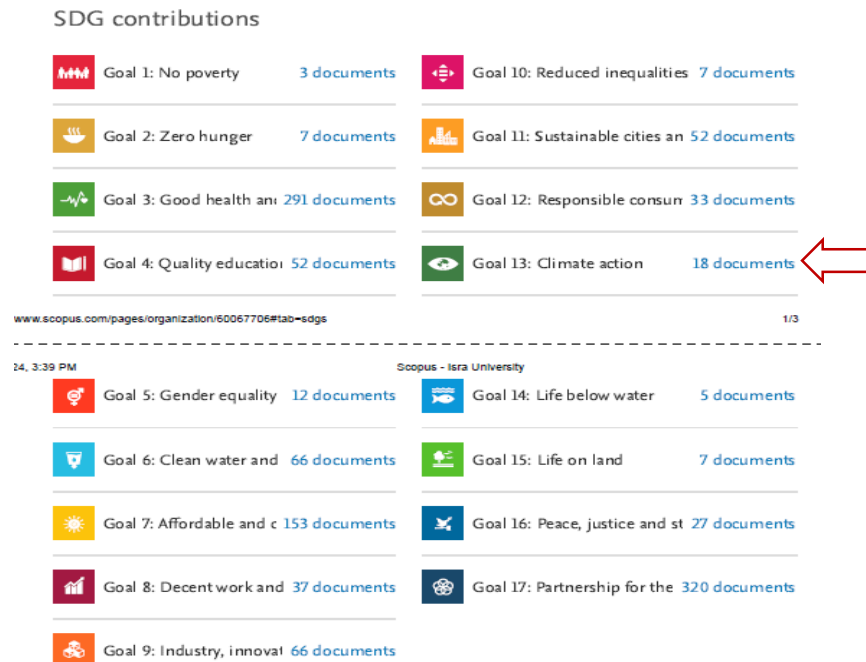 SDG contributions
Goal 1: No poverty 3 documents
Goal 10: Reduced inequalities 7 documents
Goal 2: Zero hunger 7 documents
Goal 11: Sustainable cities an 52 documents
Goal 3: Good health an 291 documents
Goal 12: Responsible consum 33 documents
Goal 4: Quality education 52 documents
Goal 13: Climate action 18 documents
www.scopus.com/pages/organization/60067706#tab=sdgs 1/3
24, 3:39 PM Scopus - Isra University
Goal 5: Gender equality 12 documents
Goal 14: Life below water 5 documents
Goal 6: Clean water and 66 documents
Goal 15: Life on land 7 documents
Goal 7: Affordable and c 153 documents
Goal 16: Peace, justice and st 27 documents
Goal 8: Decent work and 37 documents
Goal 17: Partnership for the 320 documents
Goal 9: Industry, innovat 66 documents